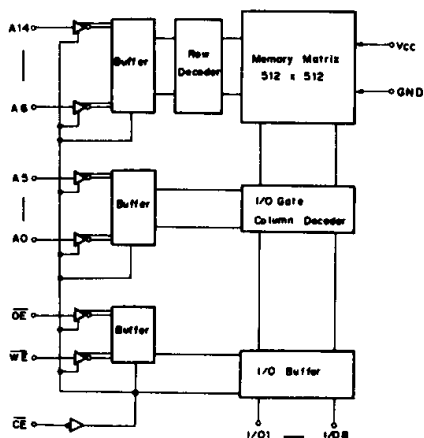 A14
Buffer
Row
Decoder
Memory Matrix
512 x 512
Vcc
GND
A6
A5
Buffer
I/O Gate
Column Decoder
A0
OE
Buffer
WE
I/O Buffer
CE
I/O1
I/O8